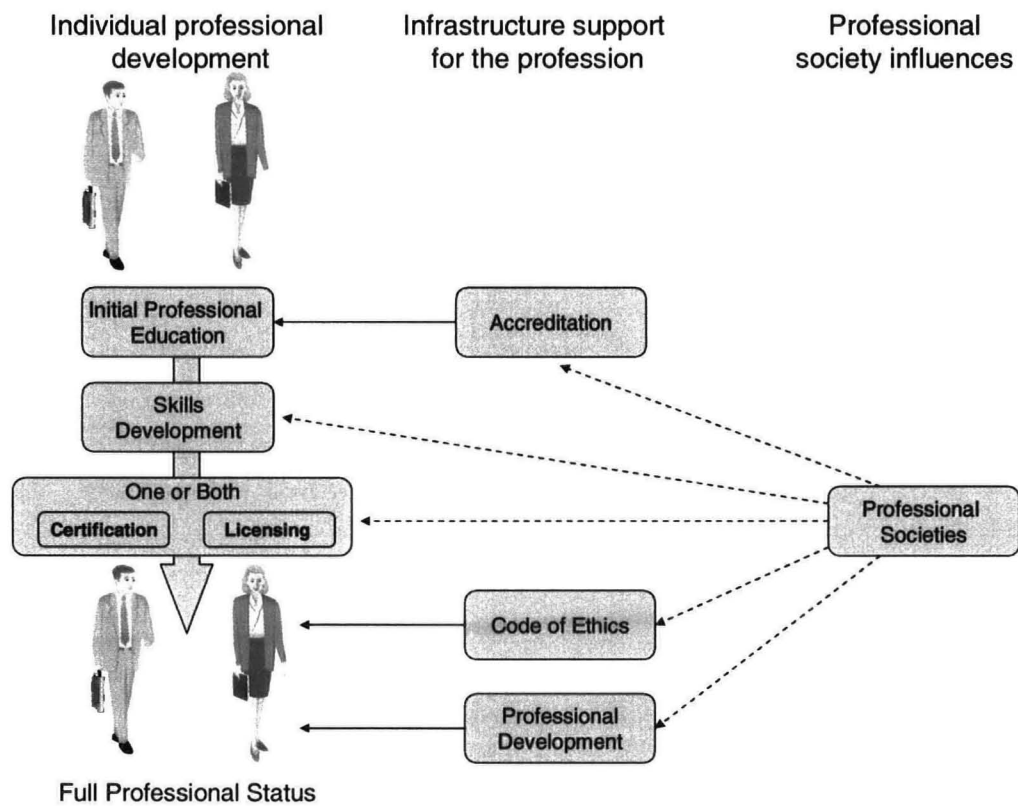 Individual professional
development
Infrastructure support
for the profession
Professional
society influences
Initial Professional
Education
Accreditation
Skills
Development
One or Both
Certification
Licensing
Professional
Societies
Code of Ethics
Professional
Development
Full Professional Status